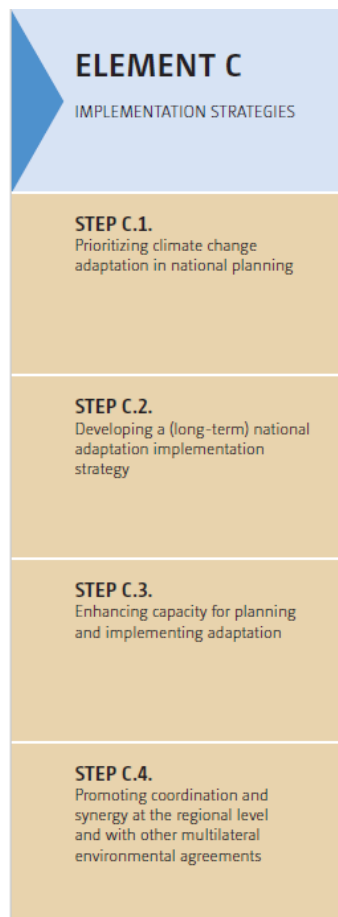 ELEMENT C
IMPLEMENTATION STRATEGIES
STEP C.1.
Prioritizing climate change
adaptation in national planning
STEP C.2.
Developing a (long-term) national
adaptation implementation
strategy
STEP C.3.
Enhancing capacity for planning
and implementing adaptation
STEP C.4.
Promoting coordination and
synergy at the regional level
and with other multilateral
environmental agreements